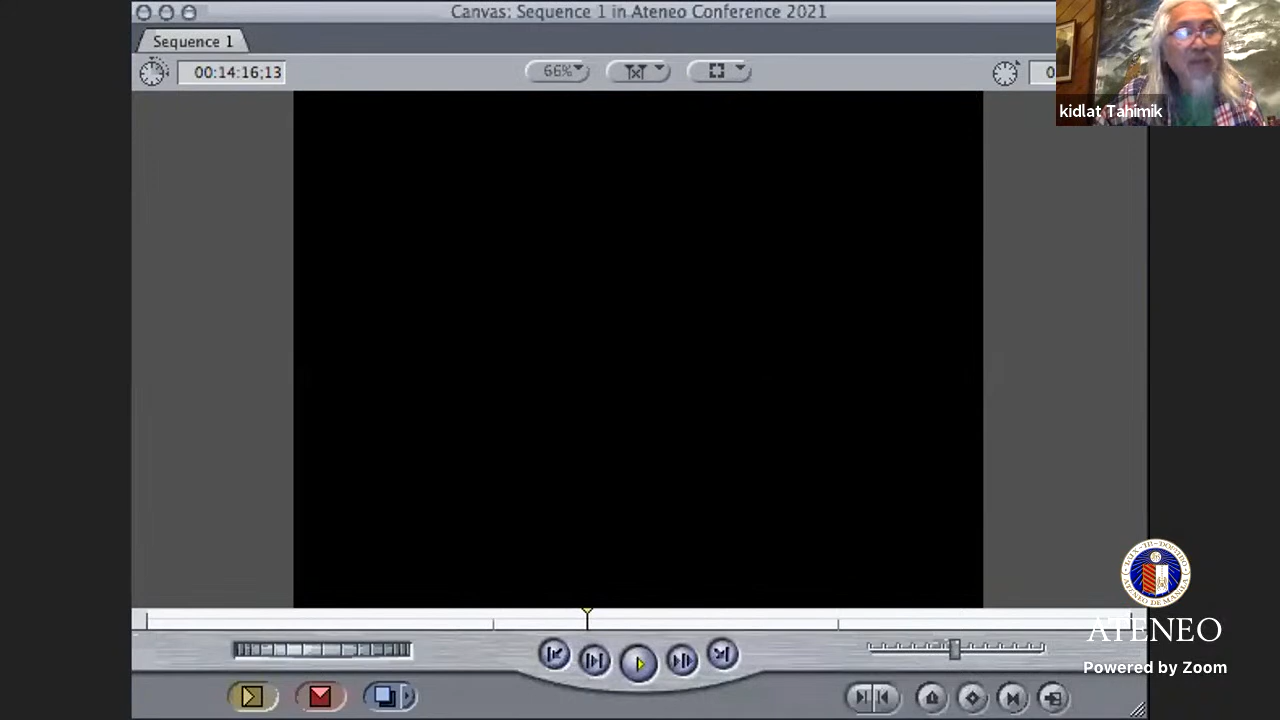 Canvas: Sequence 1 in Ateneo Conference 2021
Sequence 1
00:14:16;13
66%
0
kidlat Tahimik
ATENEO
Powered by Zoom